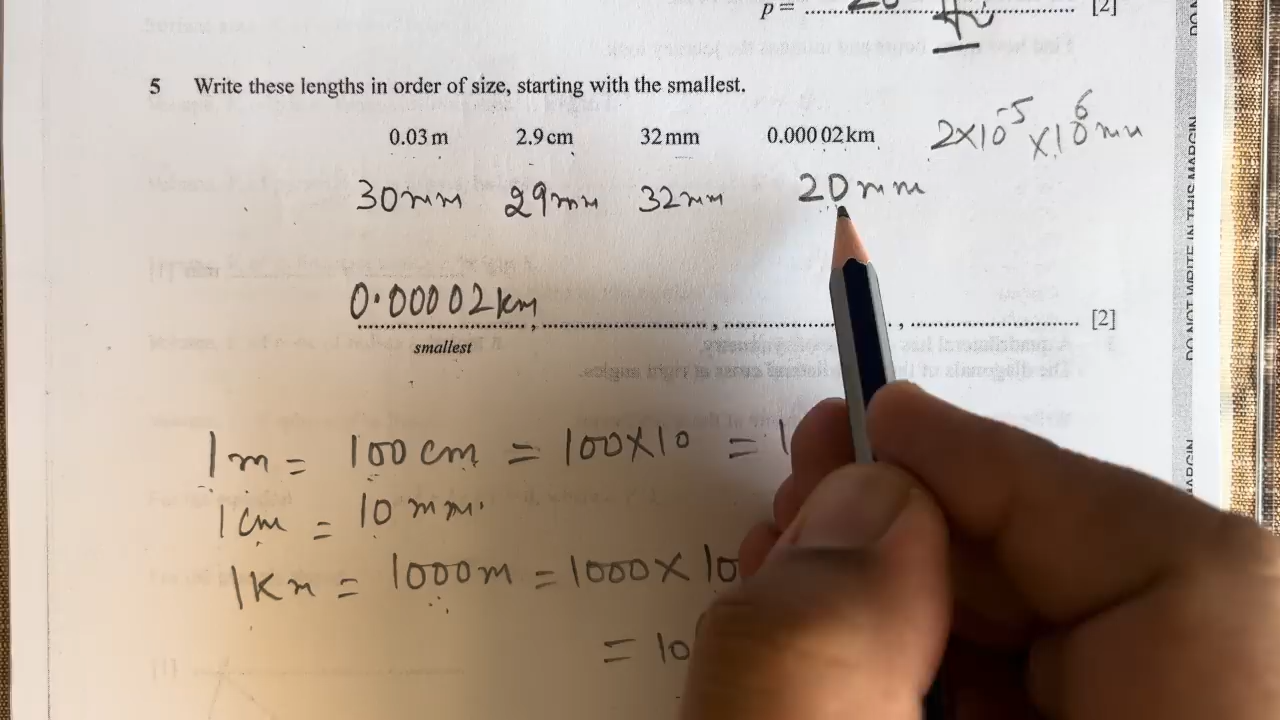 p = ........ [2]
5 Write these lengths in order of size, starting with the smallest.
0.03 m 2.9 cm 32 mm 0.000 02 km 2×10⁻⁵ ×10⁶ mm
30mm 29mm 32mm 20mm
0.00002km
........ , ........ , ........ , ........ [2]
smallest
1m = 100 cm = 100×10 = 1
1cm = 10 mm.
1Km = 1000m = 1000×10
= 10
DO NOT WRITE IN THIS MARGIN
MARGIN